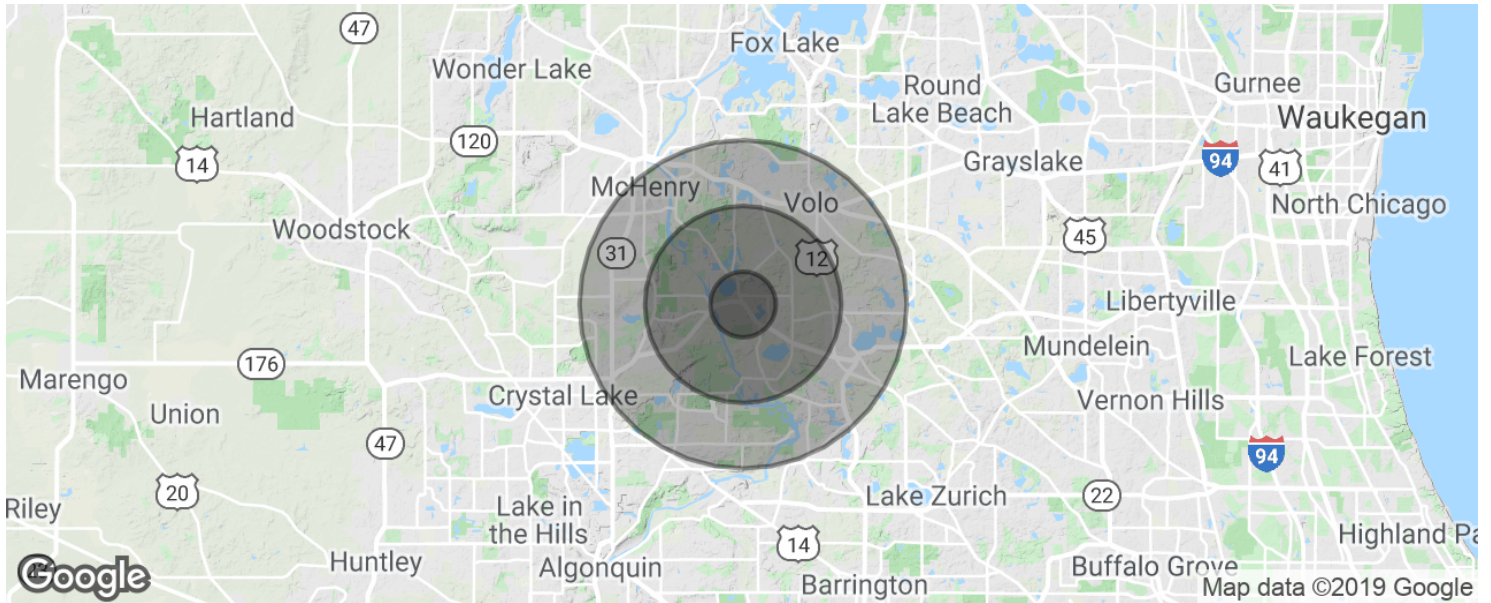 47
Fox Lake
Wonder Lake
Gurnee
Round
Lake Beach
Hartland
Waukegan
120
14
94
41
Grayslake
McHenry
Volo
North Chicago
Woodstock
45
31
12
Libertyville
Mundelein
Lake Forest
176
Marengo
Crystal Lake
Vernon Hills
Union
47
94
20
Lake Zurich
22
Riley
Lake in
the Hills
Highland Pa
14
Huntley
Algonquin
Buffalo Grove
Barrington
Google
Map data ©2019 Google